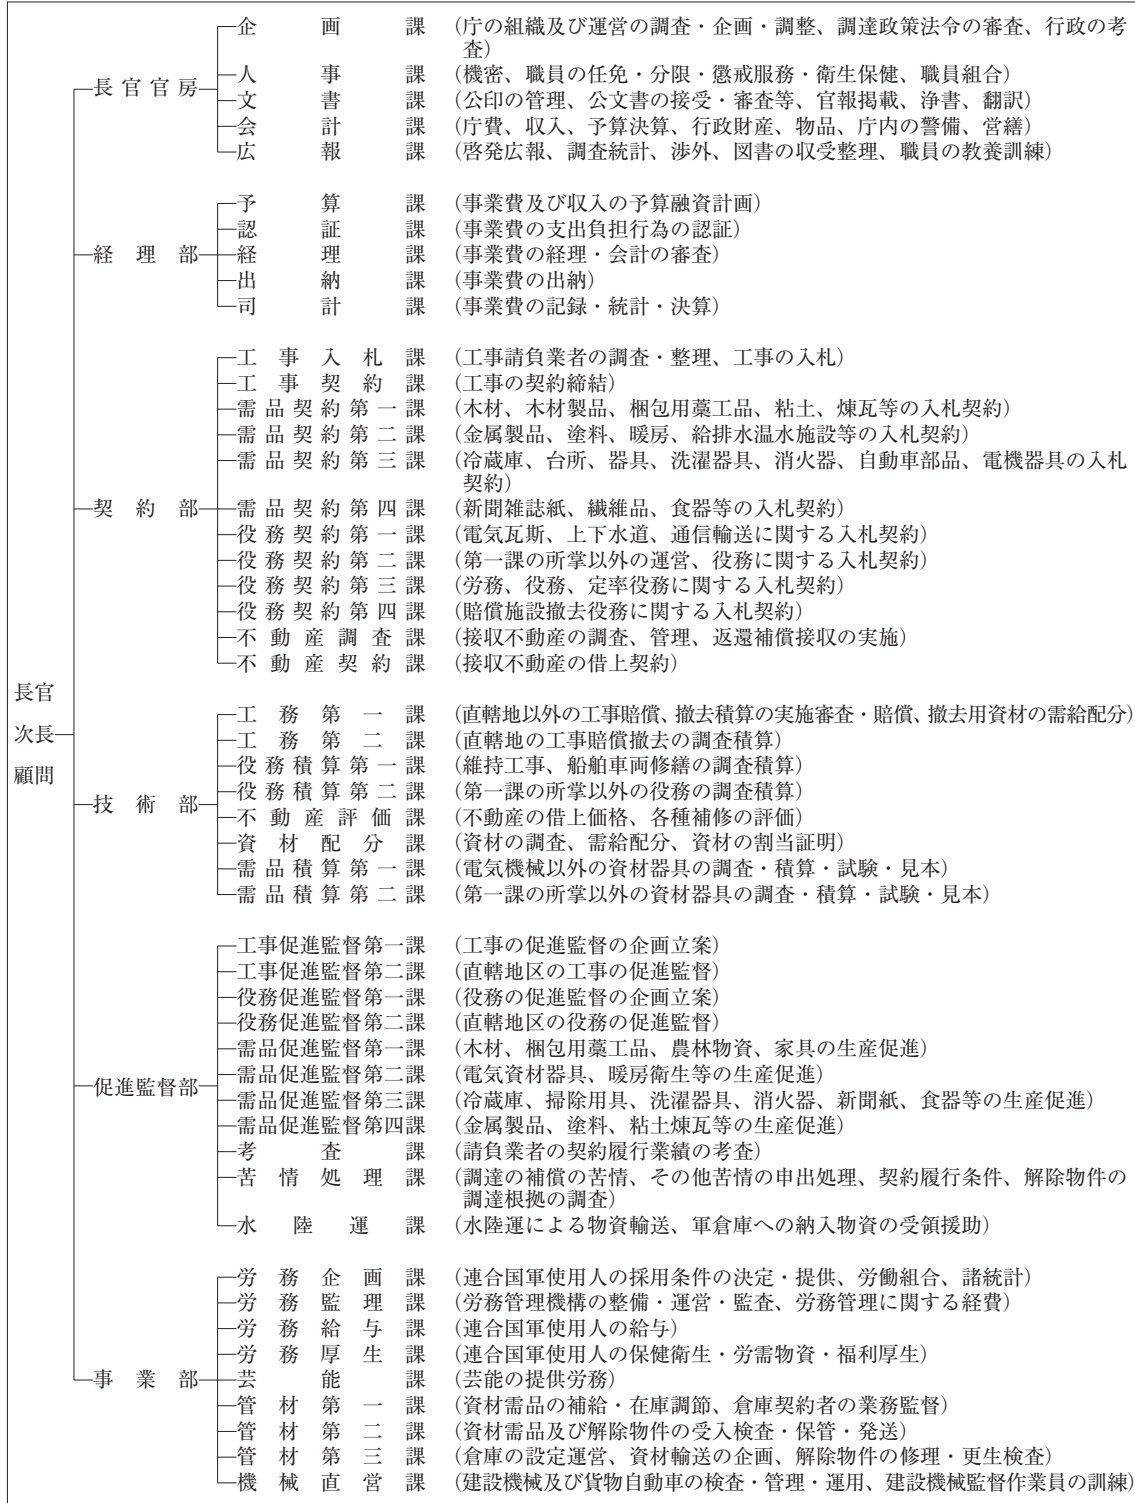 企画課（庁の組織及び運営の調査・企画・調整、調達政策法令の審査、行政の考
査）
長官官房
人事課（機密、職員の任免・分限・懲戒服務・衛生保健、職員組合）
文書課（公印の管理、公文書の接受・審査等、官報掲載、浄書、翻訳）
会計課（庁費、収入、予算決算、行政財産、物品、庁内の警備、営繕）
広報課（啓発広報、調査統計、渉外、図書の収受整理、職員の教養訓練）
予算課（事業費及び収入の予算融資計画）
認証課（事業費の支出負担行為の認証）
経理部
経理課（事業費の経理・会計の審査）
出納課（事業費の出納）
司計課（事業費の記録・統計・決算）
工事入札課（工事請負業者の調査・整理、工事の入札）
工事契約課（工事の契約締結）
需品契約第一課（木材、木材製品、梱包用藁工品、粘土、煉瓦等の入札契約）
需品契約第二課（金属製品、塗料、暖房、給排水温水施設等の入札契約）
需品契約第三課（冷蔵庫、台所、器具、洗濯器具、消火器、自動車部品、電機器具の入札
契約）
契約部
需品契約第四課（新聞雑誌紙、繊維品、食器等の入札契約）
役務契約第一課（電気瓦斯、上下水道、通信輸送に関する入札契約）
役務契約第二課（第一課の所掌以外の運営、役務に関する入札契約）
役務契約第三課（労務、役務、定率役務に関する入札契約）
役務契約第四課（賠償施設撤去役務に関する入札契約）
不動産調査課（接収不動産の調査、管理、返還補償接収の実施）
不動産契約課（接収不動産の借上契約）
長官
次長
顧問
工務第一課（直轄地以外の工事賠償、撤去積算の実施審査・賠償、撤去用資材の需給配分）
工務第二課（直轄地の工事賠償撤去の調査積算）
役務積算第一課（維持工事、船舶車両修繕の調査積算）
役務積算第二課（第一課の所掌以外の役務の調査積算）
技術部
不動産評価課（不動産の借上価格、各種補修の評価）
資材配分課（資材の調査、需給配分、資材の割当証明）
需品積算第一課（電気機械以外の資材器具の調査・積算・試験・見本）
需品積算第二課（第一課の所掌以外の資材器具の調査・積算・試験・見本）
工事促進監督第一課（工事の促進監督の企画立案）
工事促進監督第二課（直轄地区の工事の促進監督）
役務促進監督第一課（役務の促進監督の企画立案）
役務促進監督第二課（直轄地区の役務の促進監督）
需品促進監督第一課（木材、梱包用藁工品、農林物資、家具の生産促進）
需品促進監督第二課（電気資材器具、暖房衛生等の生産促進）
促進監督部
需品促進監督第三課（冷蔵庫、掃除用具、洗濯器具、消火器、新聞紙、食器等の生産促進）
需品促進監督第四課（金属製品、塗料、粘土煉瓦等の生産促進）
考査課（請負業者の契約履行業績の考査）
苦情処理課（調達の補償の苦情、その他苦情の申出処理、契約履行条件、解除物件の
調達根拠の調査）
水陸運課（水陸運による物資輸送、軍倉庫への納入物資の受領援助）
労務企画課（連合国軍使用人の採用条件の決定・提供、労働組合、諸統計）
労務監理課（労務管理機構の整備・運営・監査、労務管理に関する経費）
労務給与課（連合国軍使用人の給与）
労務厚生課（連合国軍使用人の保健衛生・労需物資・福利厚生）
事業部
芸能課（芸能の提供労務）
管材第一課（資材需品の補給・在庫調節、倉庫契約者の業務監督）
管材第二課（資材需品及び解除物件の受入検査・保管・発送）
管材第三課（倉庫の設定運営、資材輸送の企画、解除物件の修理・更生検査）
機械直営課（建設機械及び貨物自動車の検査・管理・運用、建設機械監督作業員の訓練）